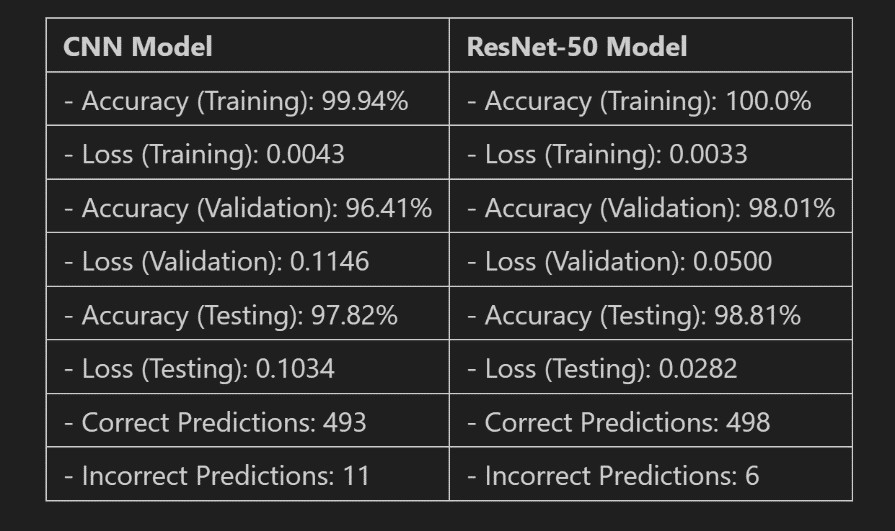 CNN Model ResNet-50 Model
- Accuracy (Training): 99.94% - Accuracy (Training): 100.0%
- Loss (Training): 0.0043 - Loss (Training): 0.0033
- Accuracy (Validation): 96.41% - Accuracy (Validation): 98.01%
- Loss (Validation): 0.1146 - Loss (Validation): 0.0500
- Accuracy (Testing): 97.82% - Accuracy (Testing): 98.81%
- Loss (Testing): 0.1034 - Loss (Testing): 0.0282
- Correct Predictions: 493 - Correct Predictions: 498
- Incorrect Predictions: 11 - Incorrect Predictions: 6